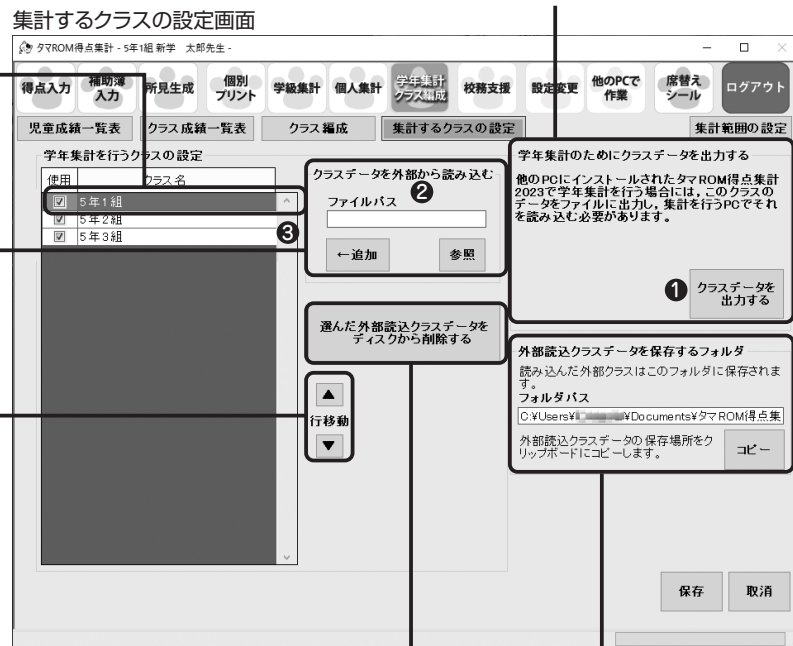 集計するクラスの設定画面
タマROM得点集計 - 5年1組 新学　太郎先生 -
得点入力
補助簿
入力
所見生成
個別
プリント
学級集計
個人集計
学年集計
クラス編成
校務支援
設定変更
他のPCで
作業
席替え
シール
ログアウト
児童成績一覧表
クラス成績一覧表
クラス編成
集計するクラスの設定
集計範囲の設定
学年集計を行うクラスの設定
使用
クラス名
5年1組
5年2組
5年3組
❸
クラスデータを外部から読み込む
ファイルパス
❷
←追加
参照
選んだ外部読込クラスデータを
ディスクから削除する
▲
行移動
▼
学年集計のためにクラスデータを出力する
他のPCにインストールされたタマROM得点集計
2023で学年集計を行う場合には，このクラスの
データをファイルに出力し，集計を行うPCでそれ
を読み込む必要があります。
❶
クラスデータを
出力する
外部読込クラスデータを保存するフォルダ
読み込んだ外部クラスはこのフォルダに保存されま
す。
フォルダパス
C:¥Users¥ ¥Documents¥タマROM得点集
外部読込クラスデータの保存場所をク
リップボードにコピーします。
コピー
保存
取消